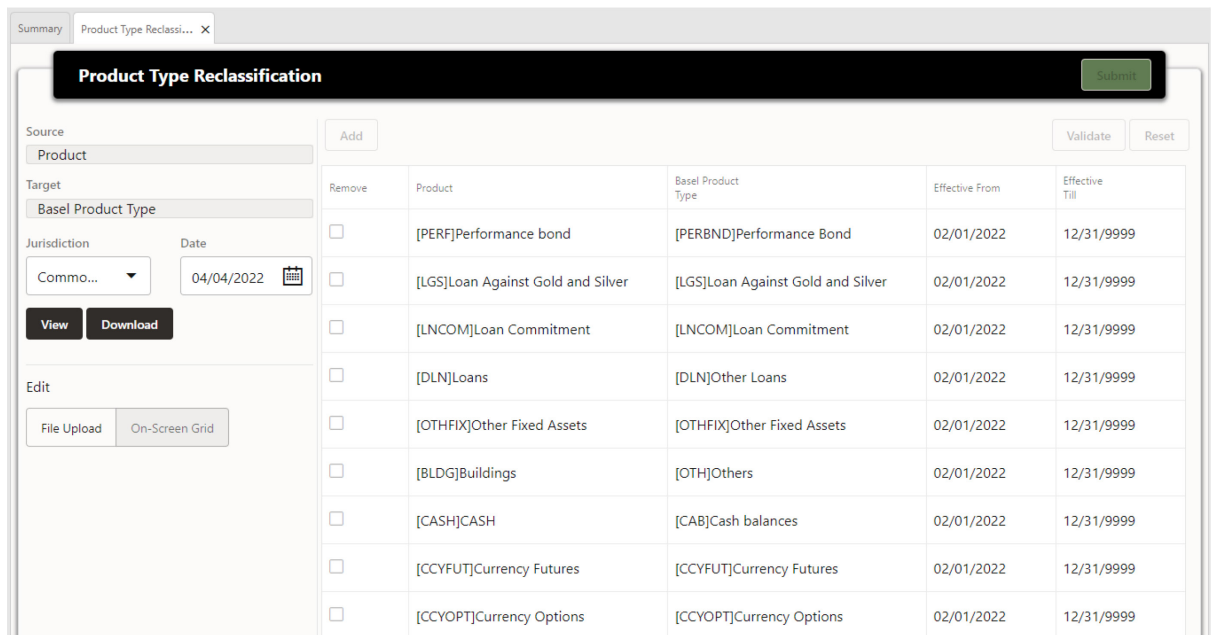 Summary
Product Type Reclassi...
Product Type Reclassification
Submit
Source
Product
Target
Basel Product Type
Jurisdiction Date
Commo... 04/04/2022
View Download
Edit
File Upload On-Screen Grid
Add Validate Reset
Remove Product Basel Product Type Effective From Effective Till
[PERF]Performance bond [PERBND]Performance Bond 02/01/2022 12/31/9999
[LGS]Loan Against Gold and Silver [LGS]Loan Against Gold and Silver 02/01/2022 12/31/9999
[LNCOM]Loan Commitment [LNCOM]Loan Commitment 02/01/2022 12/31/9999
[DLN]Loans [DLN]Other Loans 02/01/2022 12/31/9999
[OTHFIX]Other Fixed Assets [OTHFIX]Other Fixed Assets 02/01/2022 12/31/9999
[BLDG]Buildings [OTH]Others 02/01/2022 12/31/9999
[CASH]CASH [CAB]Cash balances 02/01/2022 12/31/9999
[CCYFUT]Currency Futures [CCYFUT]Currency Futures 02/01/2022 12/31/9999
[CCYOPT]Currency Options [CCYOPT]Currency Options 02/01/2022 12/31/9999